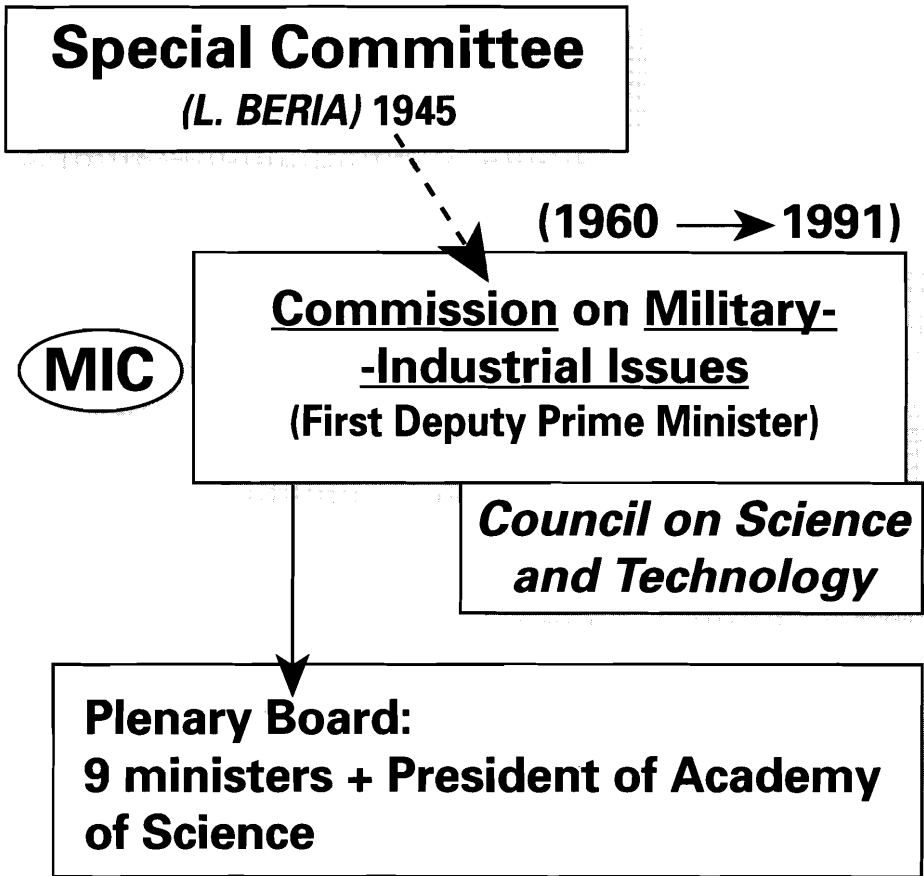 Special Committee
(L. BERIA) 1945
(1960 → 1991)
Commission on Military-
-Industrial Issues
(First Deputy Prime Minister)
MIC
Council on Science
and Technology
Plenary Board:
9 ministers + President of Academy
of Science